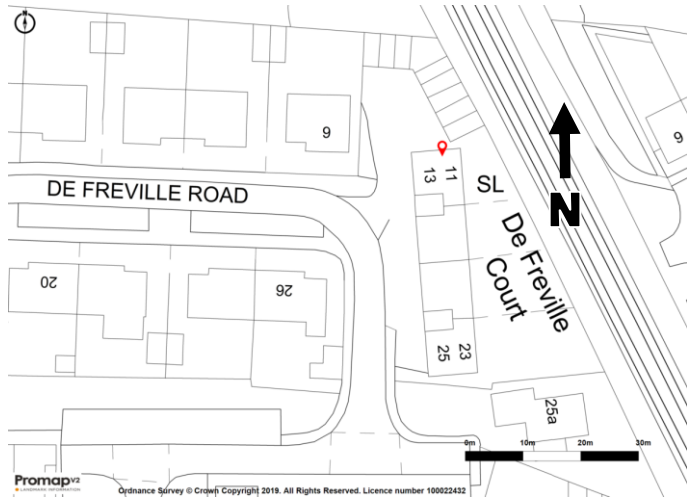 6
9
11
13
SL
DE FREVILLE ROAD
N
De Freville
Court
20
26
23
25
25a
0m 10m 20m 30m
Promap V2
LANDMARK INFORMATION
Ordnance Survey © Crown Copyright 2019. All Rights Reserved. Licence number 100022432